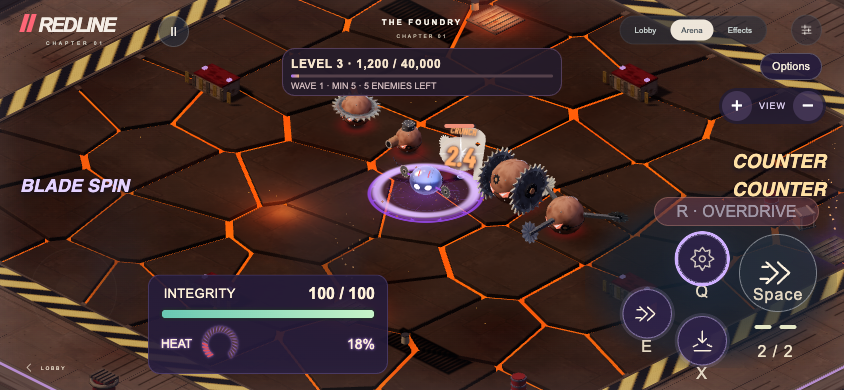 REDLINE
CHAPTER 01
THE FOUNDRY
CHAPTER 01
Lobby
Arena
Effects
Options
LEVEL 3 · 1,200 / 40,000
WAVE 1 · MIN 5 · 5 ENEMIES LEFT
+ VIEW −
24
BLADE SPIN
COUNTER
COUNTER
R · OVERDRIVE
Q
Space
E
X
2 / 2
INTEGRITY
100 / 100
HEAT
18%
LOBBY